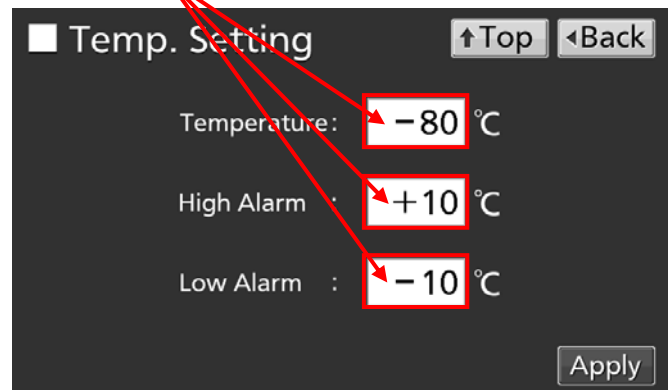 ■ Temp. Setting ↑Top ◂Back
Temperature: −80 ℃
High Alarm : +10 ℃
Low Alarm : −10 ℃
Apply